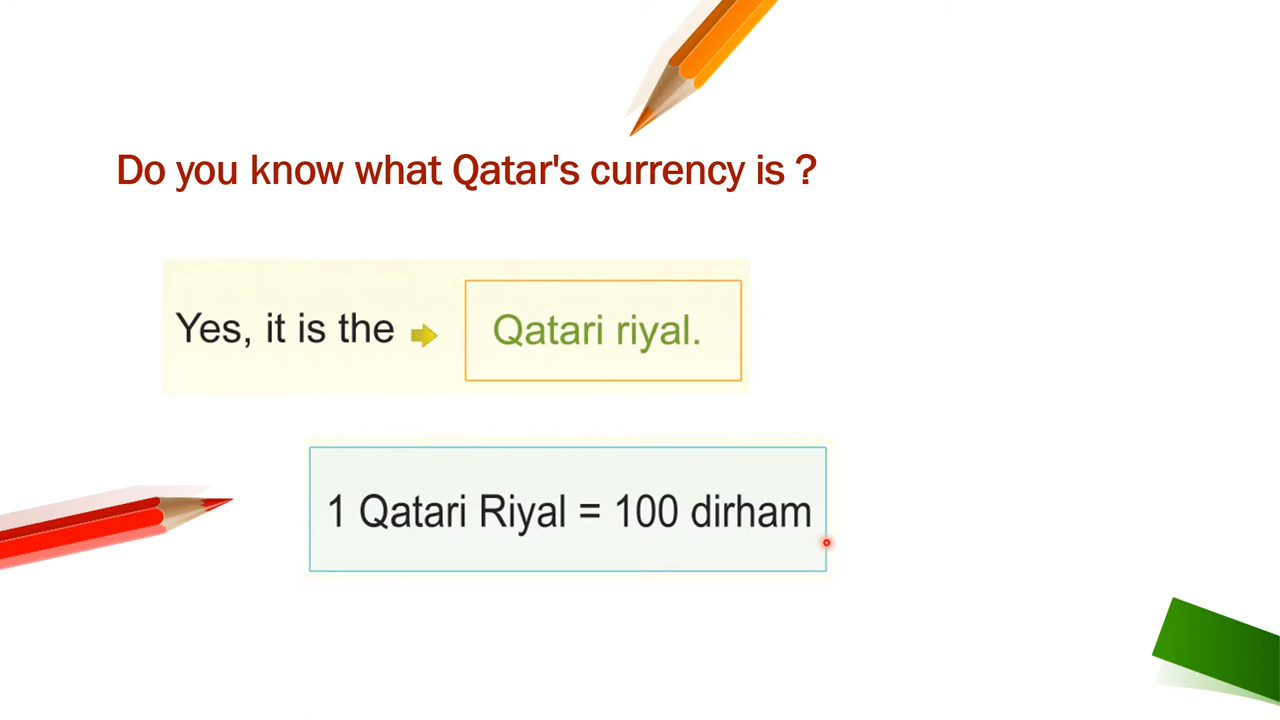 Do you know what Qatar's currency is ?
Yes, it is the Qatari riyal.
1 Qatari Riyal = 100 dirham